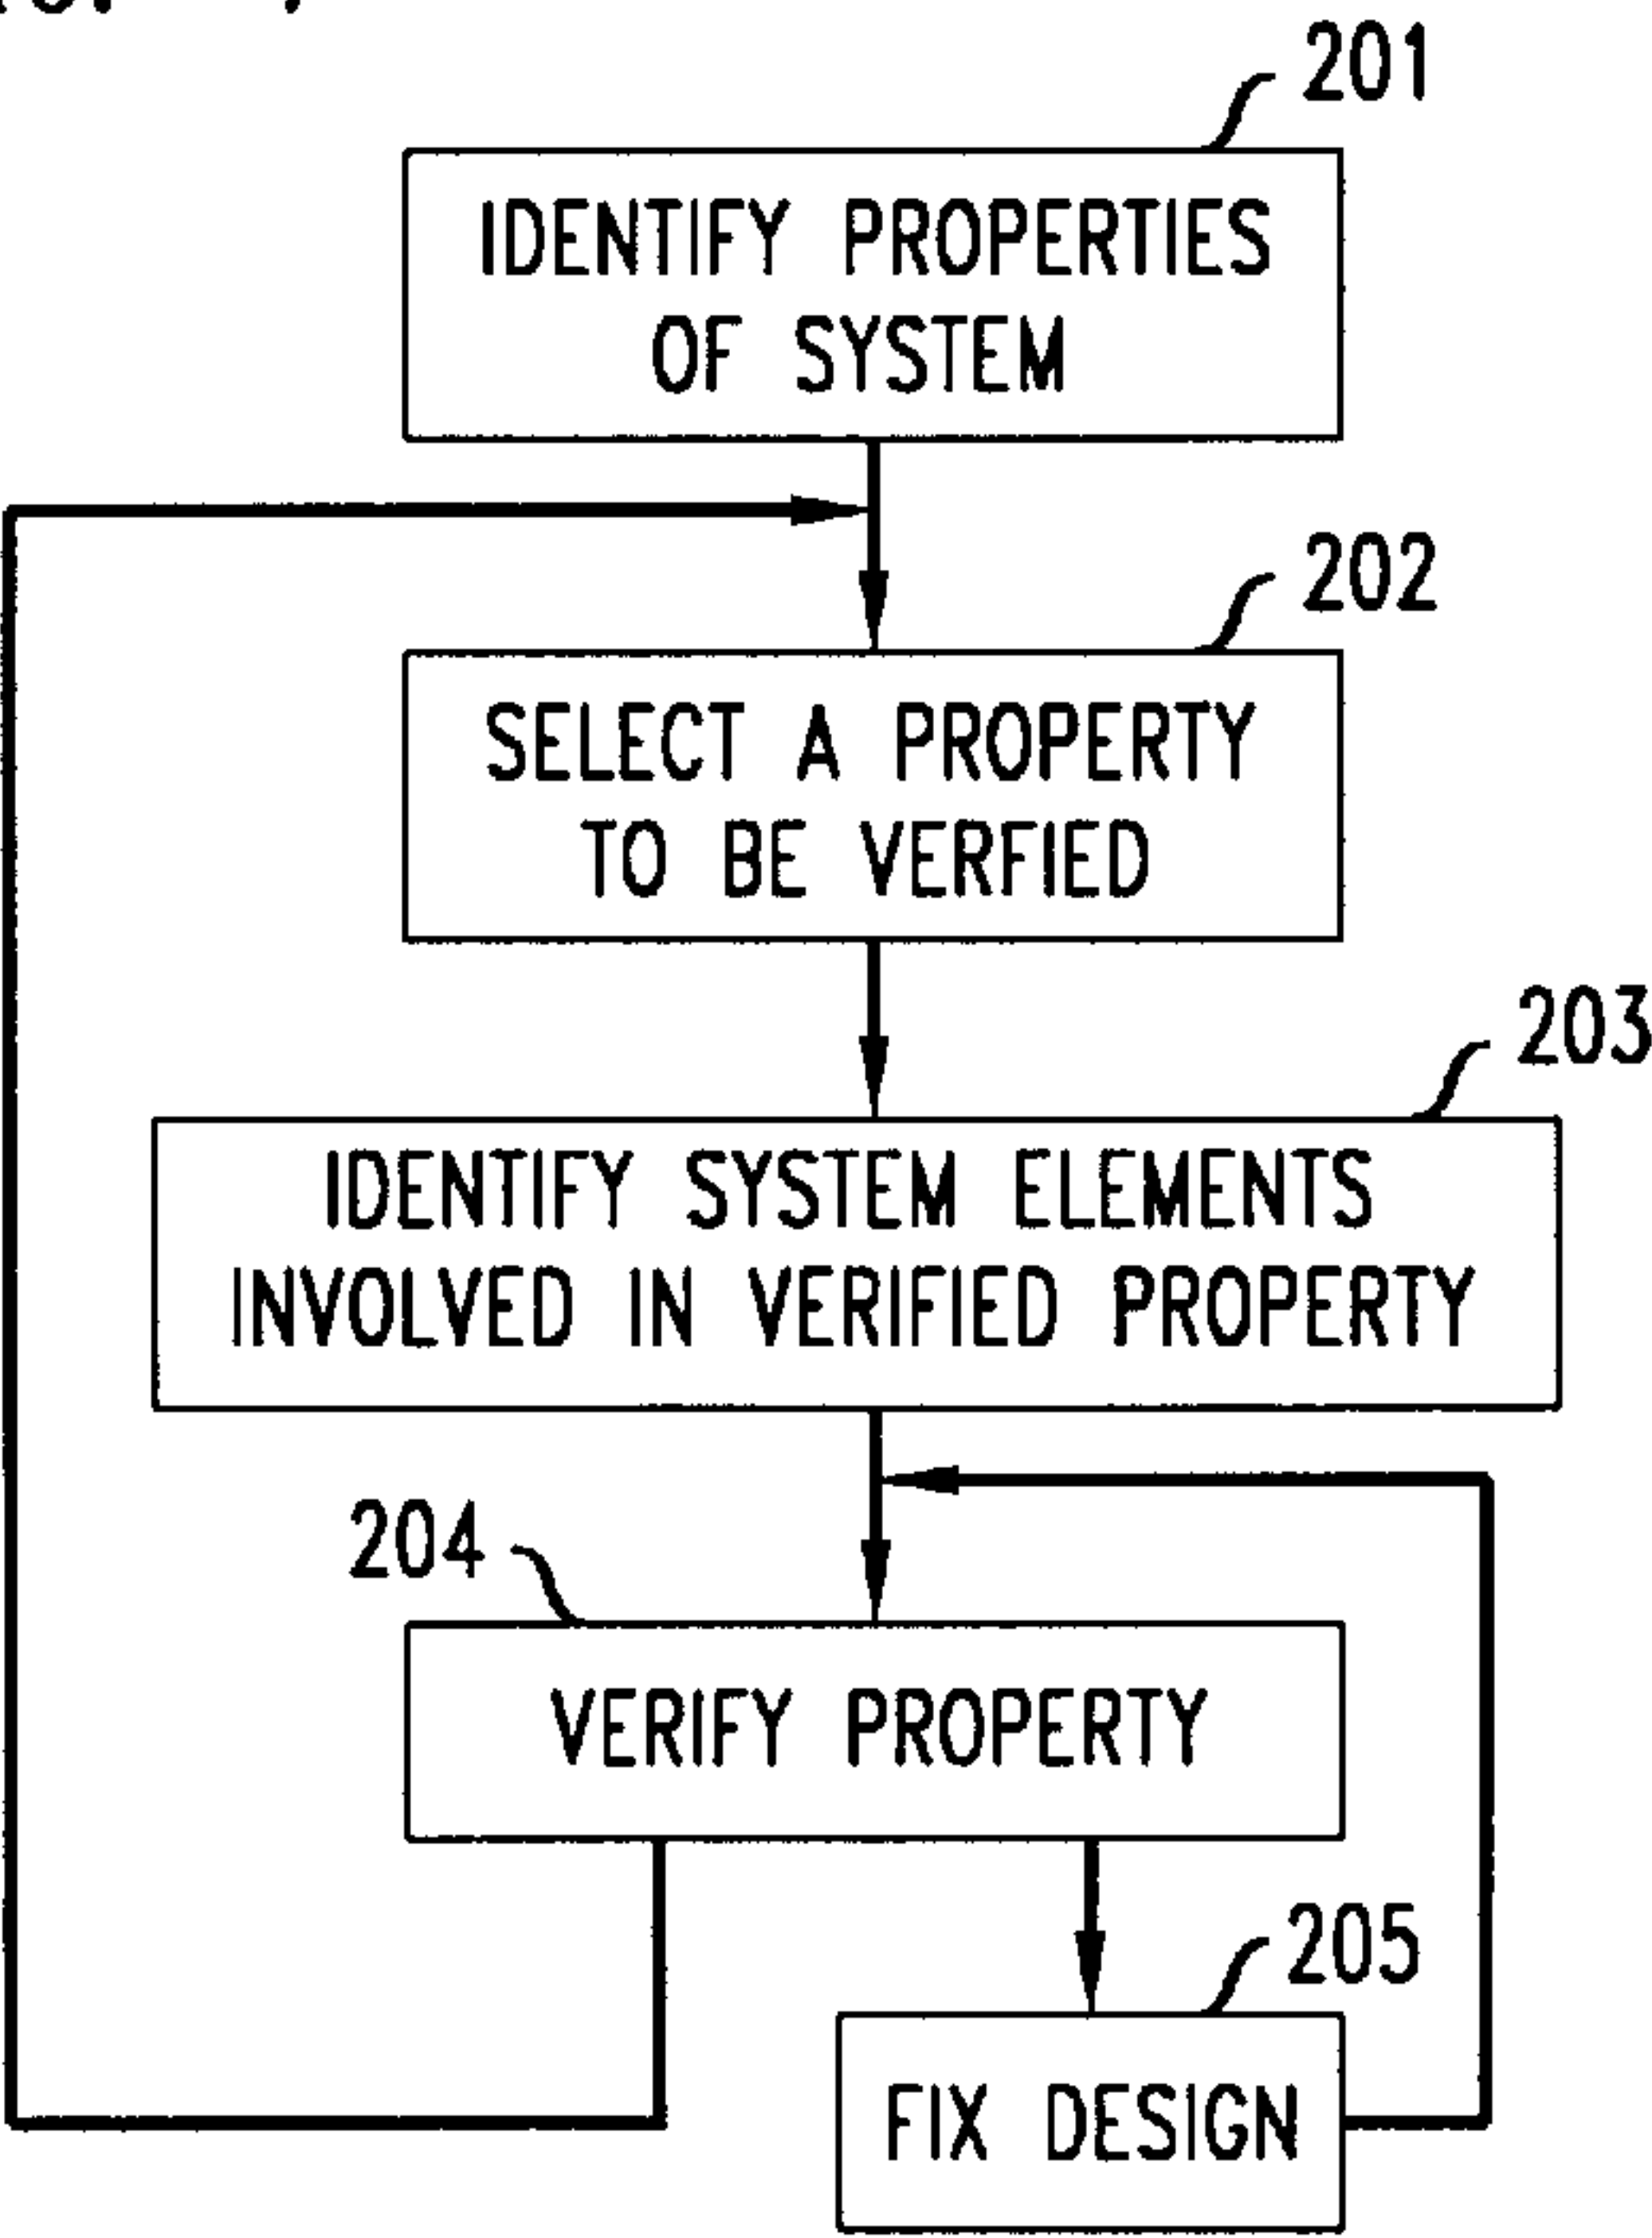 201
IDENTIFY PROPERTIES
OF SYSTEM
202
SELECT A PROPERTY
TO BE VERFIED
203
IDENTIFY SYSTEM ELEMENTS
INVOLVED IN VERIFIED PROPERTY
204
VERIFY PROPERTY
205
FIX DESIGN